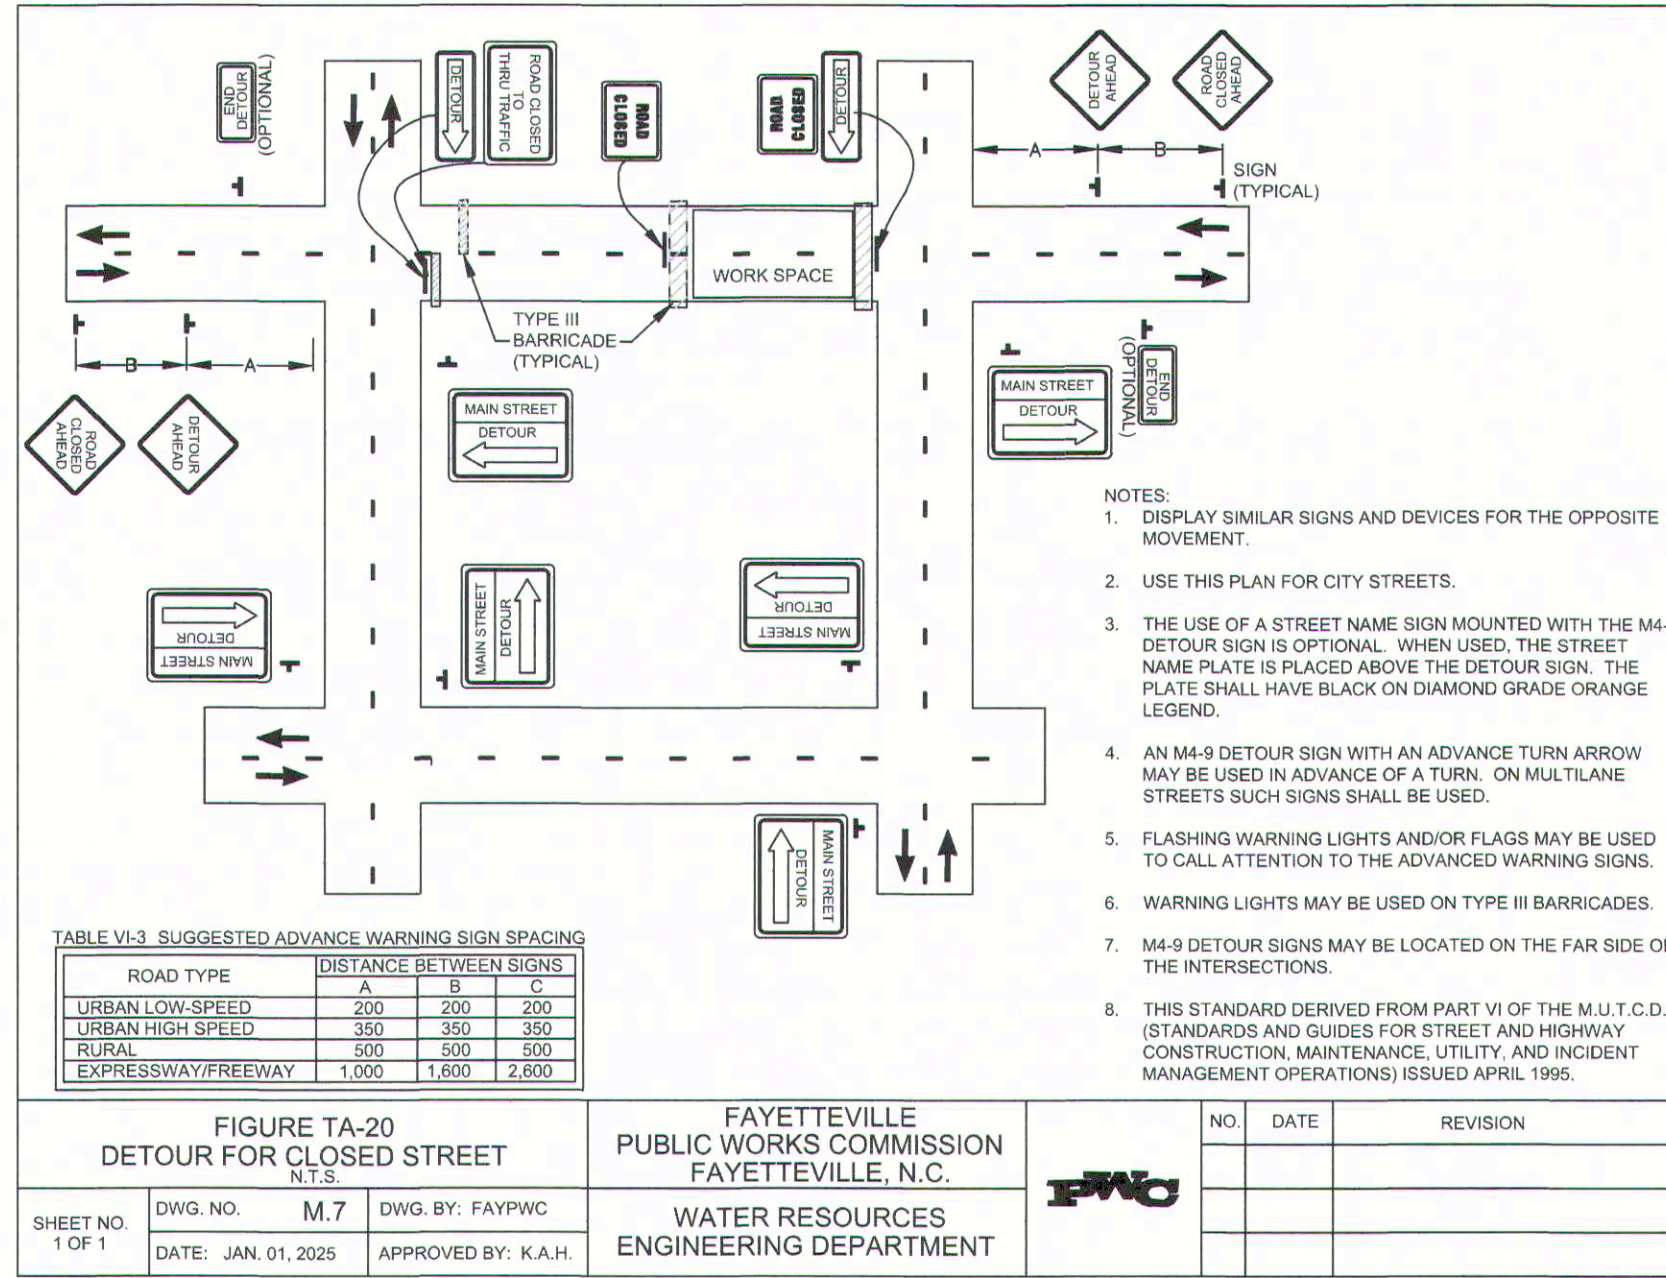 END
DETOUR
(OPTIONAL)
DETOUR
ROAD CLOSED
TO
THRU TRAFFIC
ROAD
CLOSED
ROAD
CLOSED
DETOUR
DETOUR
AHEAD
ROAD
CLOSED
AHEAD
A
B
SIGN
(TYPICAL)
WORK SPACE
TYPE III
BARRICADE
(TYPICAL)
B
A
ROAD
CLOSED
AHEAD
DETOUR
AHEAD
MAIN STREET
DETOUR
MAIN STREET
DETOUR
(OPTIONAL)
END
DETOUR
MAIN STREET
DETOUR
MAIN STREET
DETOUR
MAIN STREET
DETOUR
MAIN STREET
DETOUR
NOTES:
1. DISPLAY SIMILAR SIGNS AND DEVICES FOR THE OPPOSITE
MOVEMENT.
2. USE THIS PLAN FOR CITY STREETS.
3. THE USE OF A STREET NAME SIGN MOUNTED WITH THE M4-
DETOUR SIGN IS OPTIONAL. WHEN USED, THE STREET
NAME PLATE IS PLACED ABOVE THE DETOUR SIGN. THE
PLATE SHALL HAVE BLACK ON DIAMOND GRADE ORANGE
LEGEND.
4. AN M4-9 DETOUR SIGN WITH AN ADVANCE TURN ARROW
MAY BE USED IN ADVANCE OF A TURN. ON MULTILANE
STREETS SUCH SIGNS SHALL BE USED.
5. FLASHING WARNING LIGHTS AND/OR FLAGS MAY BE USED
TO CALL ATTENTION TO THE ADVANCED WARNING SIGNS.
6. WARNING LIGHTS MAY BE USED ON TYPE III BARRICADES.
7. M4-9 DETOUR SIGNS MAY BE LOCATED ON THE FAR SIDE
THE INTERSECTIONS.
8. THIS STANDARD DERIVED FROM PART VI OF THE M.U.T.C.D.
(STANDARDS AND GUIDES FOR STREET AND HIGHWAY
CONSTRUCTION, MAINTENANCE, UTILITY, AND INCIDENT
MANAGEMENT OPERATIONS) ISSUED APRIL 1995.
TABLE VI-3 SUGGESTED ADVANCE WARNING SIGN SPACING
ROAD TYPE DISTANCE BETWEEN SIGNS
A B C
URBAN LOW-SPEED 200 200 200
URBAN HIGH SPEED 350 350 350
RURAL 500 500 500
EXPRESSWAY/FREEWAY 1,000 1,600 2,600
FIGURE TA-20
DETOUR FOR CLOSED STREET
N.T.S.
SHEET NO.
1 OF 1
DWG. NO. M.7
DWG. BY: FAYPWC
DATE: JAN. 01, 2025
APPROVED BY: K.A.H.
FAYETTEVILLE
PUBLIC WORKS COMMISSION
FAYETTEVILLE, N.C.
WATER RESOURCES
ENGINEERING DEPARTMENT
PWC
NO. DATE REVISION